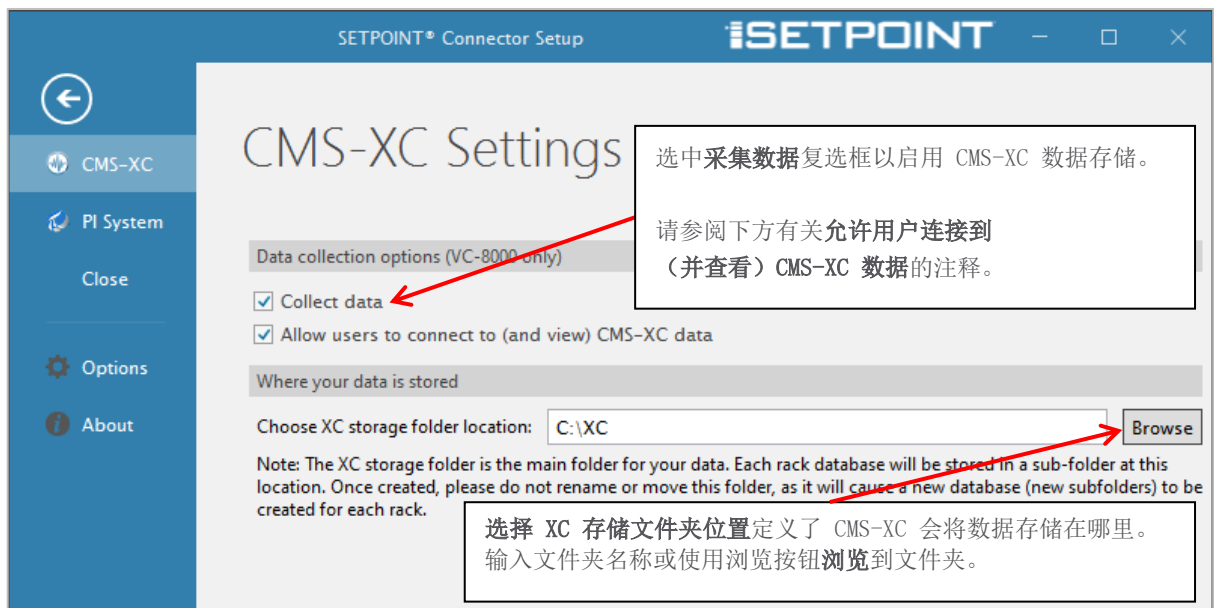 SETPOINT® Connector Setup
SETPOINT
CMS-XC
PI System
Close
Options
About
CMS-XC Settings
选中采集数据复选框以启用 CMS-XC 数据存储。
请参阅下方有关允许用户连接到
（并查看）CMS-XC 数据的注释。
Data collection options (VC-8000 only)
Collect data
Allow users to connect to (and view) CMS-XC data
Where your data is stored
Choose XC storage folder location: C:\XC Browse
Note: The XC storage folder is the main folder for your data. Each rack database will be stored in a sub-folder at this
location. Once created, please do not rename or move this folder, as it will cause a new database (new subfolders) to be
created for each rack.
选择 XC 存储文件夹位置定义了 CMS-XC 会将数据存储在哪里。
输入文件夹名称或使用浏览按钮浏览到文件夹。